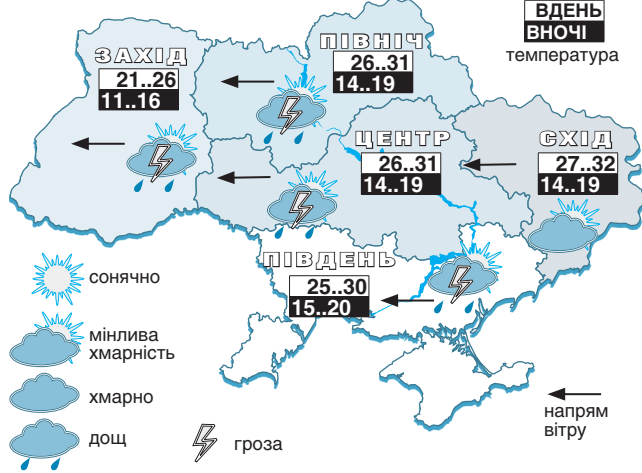 ВДЕНЬ
ВНОЧІ
температура
ЗАХІД
21..26
11..16
ПІВНІЧ
26..31
14..19
ЦЕНТР
26..31
14..19
СХІД
27..32
14..19
ПІВДЕНЬ
25..30
15..20
сонячно
мінлива
хмарність
хмарно
дощ
гроза
напрям
вітру